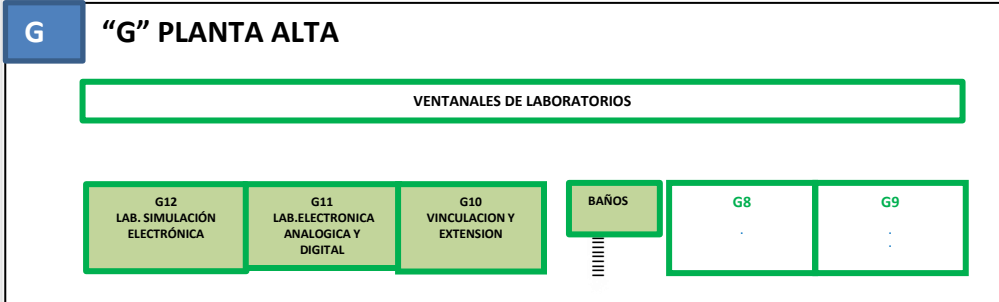 G
“G” PLANTA ALTA
VENTANALES DE LABORATORIOS
G12
LAB. SIMULACIÓN
ELECTRÓNICA
G11
LAB.ELECTRONICA
ANALOGICA Y
DIGITAL
G10
VINCULACION Y
EXTENSION
BAÑOS
G8
.
G9
.
.